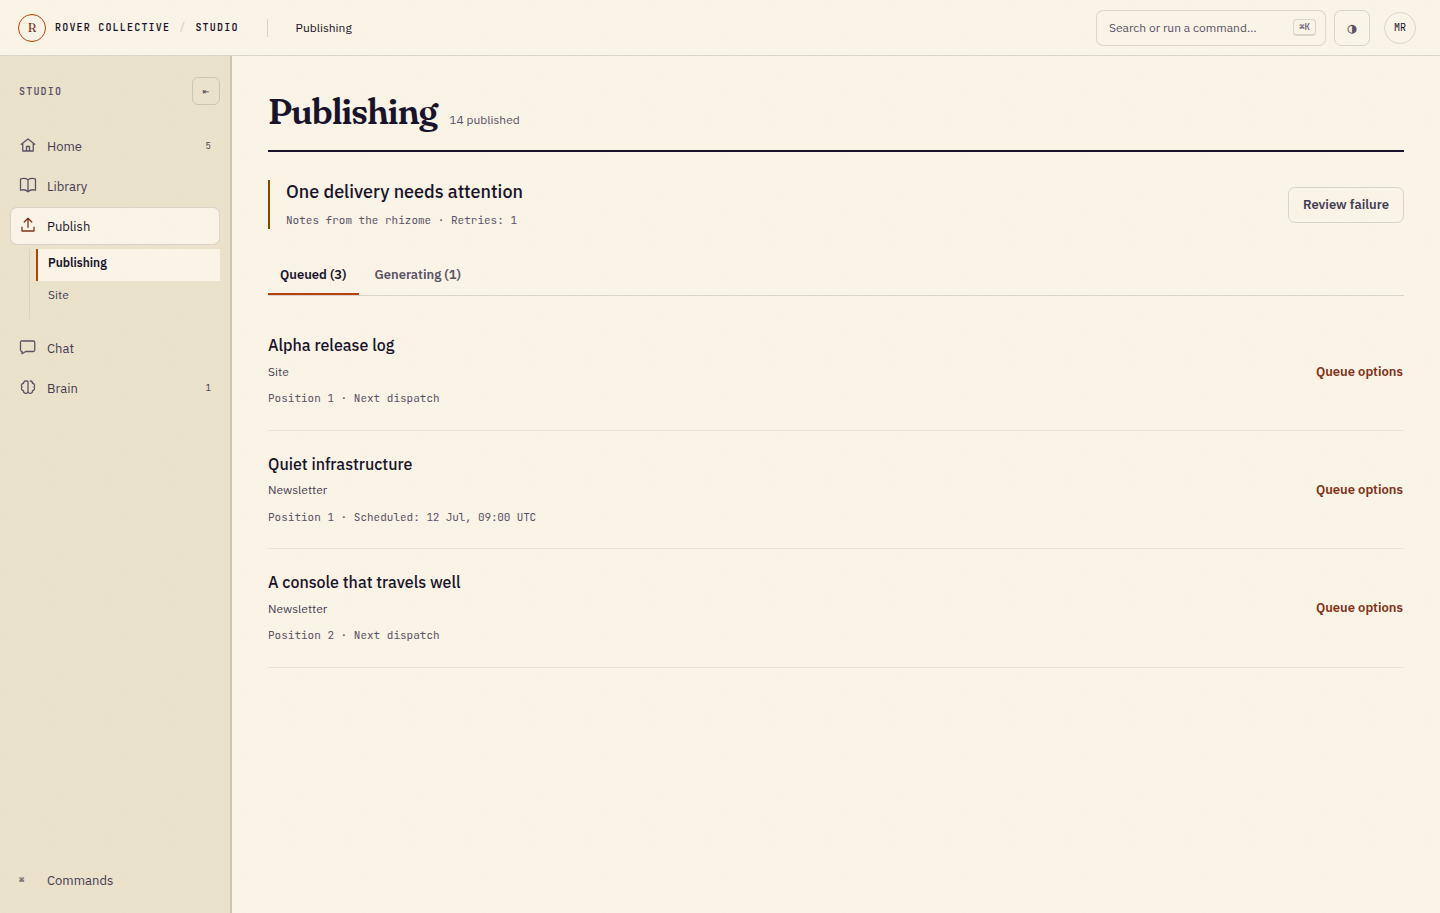 R ROVER COLLECTIVE / STUDIO Publishing Search or run a command... ⌘K ◑ MR
STUDIO ⇤
Home 5
Library
Publish
Publishing
Site
Chat
Brain 1
⌘ Commands
Publishing 14 published
One delivery needs attention
Notes from the rhizome · Retries: 1
Review failure
Queued (3) Generating (1)
Alpha release log
Site
Position 1 · Next dispatch
Queue options
Quiet infrastructure
Newsletter
Position 1 · Scheduled: 12 Jul, 09:00 UTC
Queue options
A console that travels well
Newsletter
Position 2 · Next dispatch
Queue options